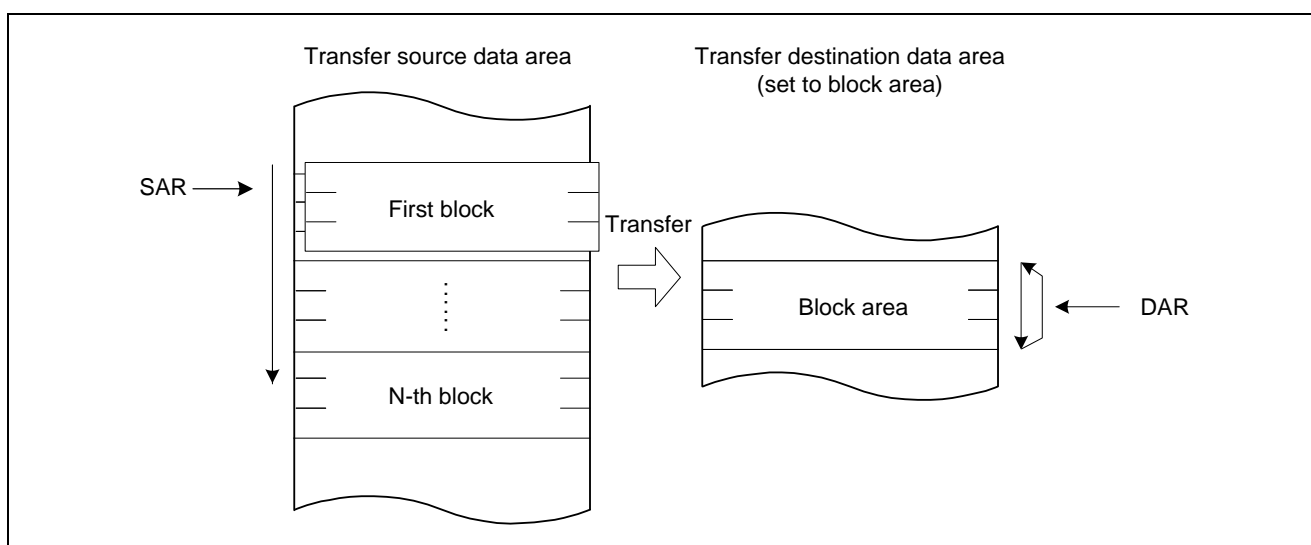 Transfer source data area
Transfer destination data area
(set to block area)
SAR
First block
Transfer
Block area
DAR
N-th block